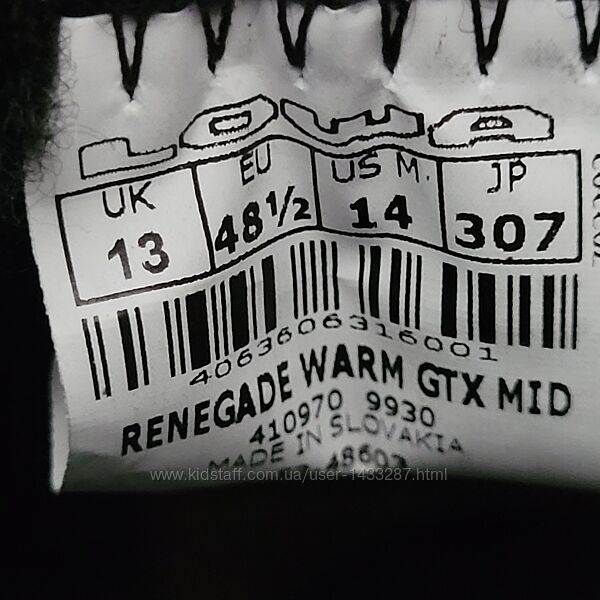 UK EU US M. JP
13 48½ 14 307
4063606316001
RENEGADE WARM GTX MID
410970 9930
MADE IN SLOVAKIA
www.kidstaff.com.ua/user-1433287.html